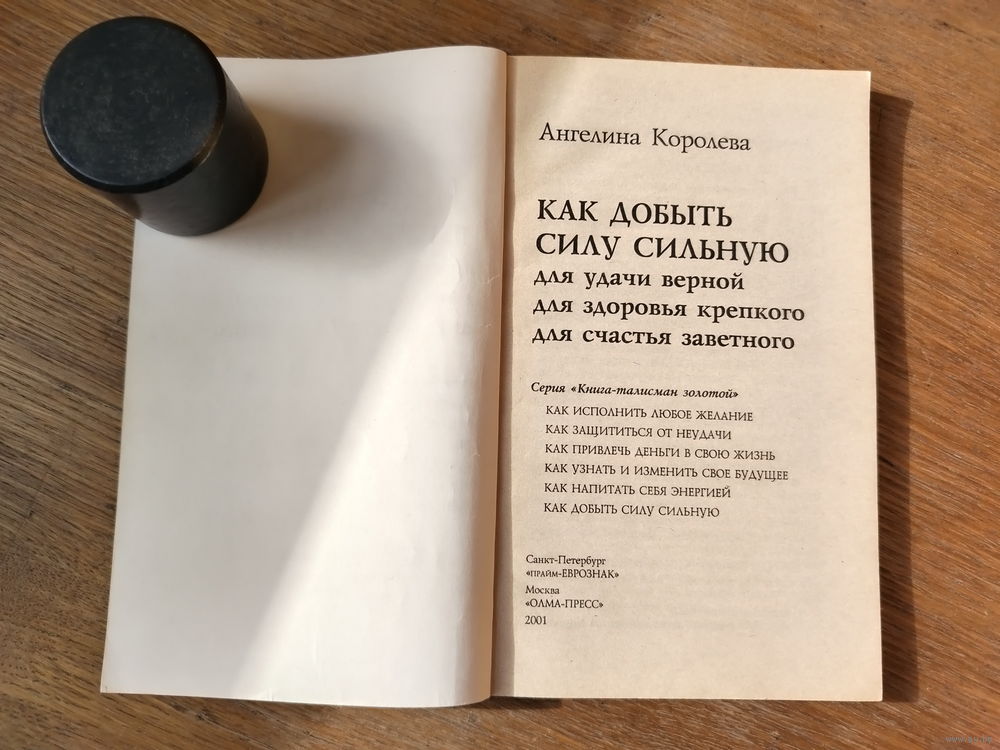 Ангелина Королева
КАК ДОБЫТЬ
СИЛУ СИЛЬНУЮ
для удачи верной
для здоровья крепкого
для счастья заветного
Серия «Книга-талисман золотой»
КАК ИСПОЛНИТЬ ЛЮБОЕ ЖЕЛАНИЕ
КАК ЗАЩИТИТЬСЯ ОТ НЕУДАЧИ
КАК ПРИВЛЕЧЬ ДЕНЬГИ В СВОЮ ЖИЗНЬ
КАК УЗНАТЬ И ИЗМЕНИТЬ СВОЕ БУДУЩЕЕ
КАК НАПИТАТЬ СЕБЯ ЭНЕРГИЕЙ
КАК ДОБЫТЬ СИЛУ СИЛЬНУЮ
Санкт-Петербург
«ПРАЙМ-ЕВРОЗНАК»
Москва
«ОЛМА-ПРЕСС»
2001